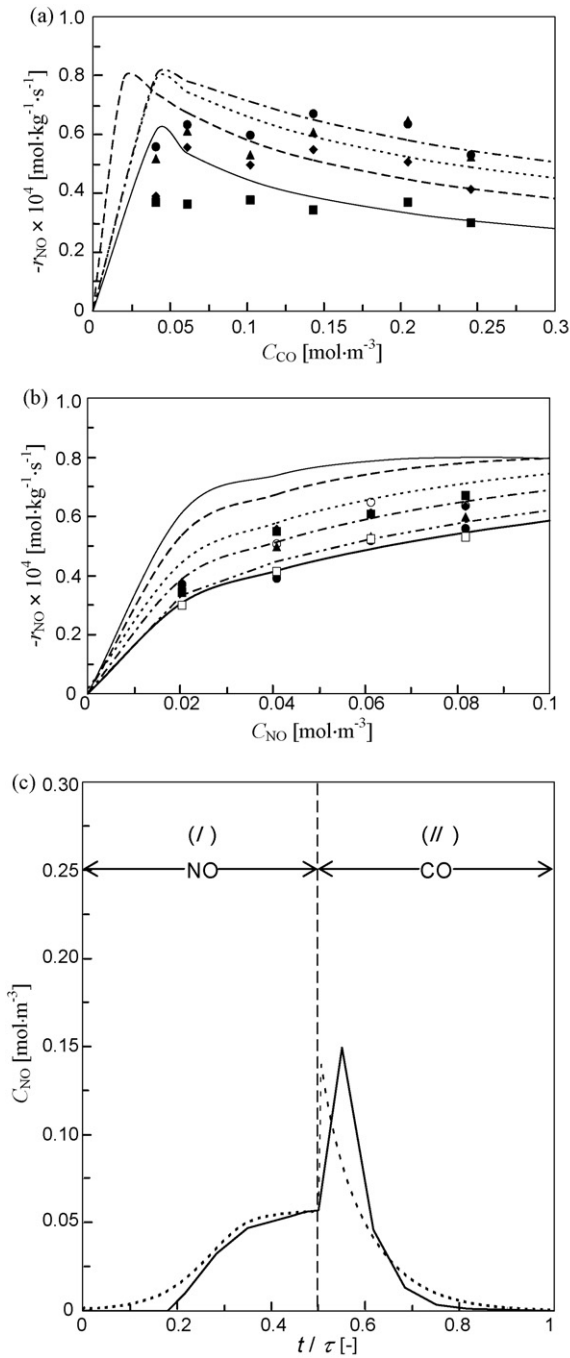 (a)
1.0
0.8
0.6
0.4
0.2
0
-rNO × 10⁴ [mol·kg⁻¹·s⁻¹]
0 0.05 0.1 0.15 0.2 0.25 0.3
CCO [mol·m⁻³]
(b)
1.0
0.8
0.6
0.4
0.2
0
-rNO × 10⁴ [mol·kg⁻¹·s⁻¹]
0 0.02 0.04 0.06 0.08 0.1
CNO [mol·m⁻³]
(c)
0.30
0.25
0.20
0.15
0.10
0.05
0
CNO [mol·m⁻³]
(I) (II)
NO CO
0 0.2 0.4 0.6 0.8 1
t/τ [-]